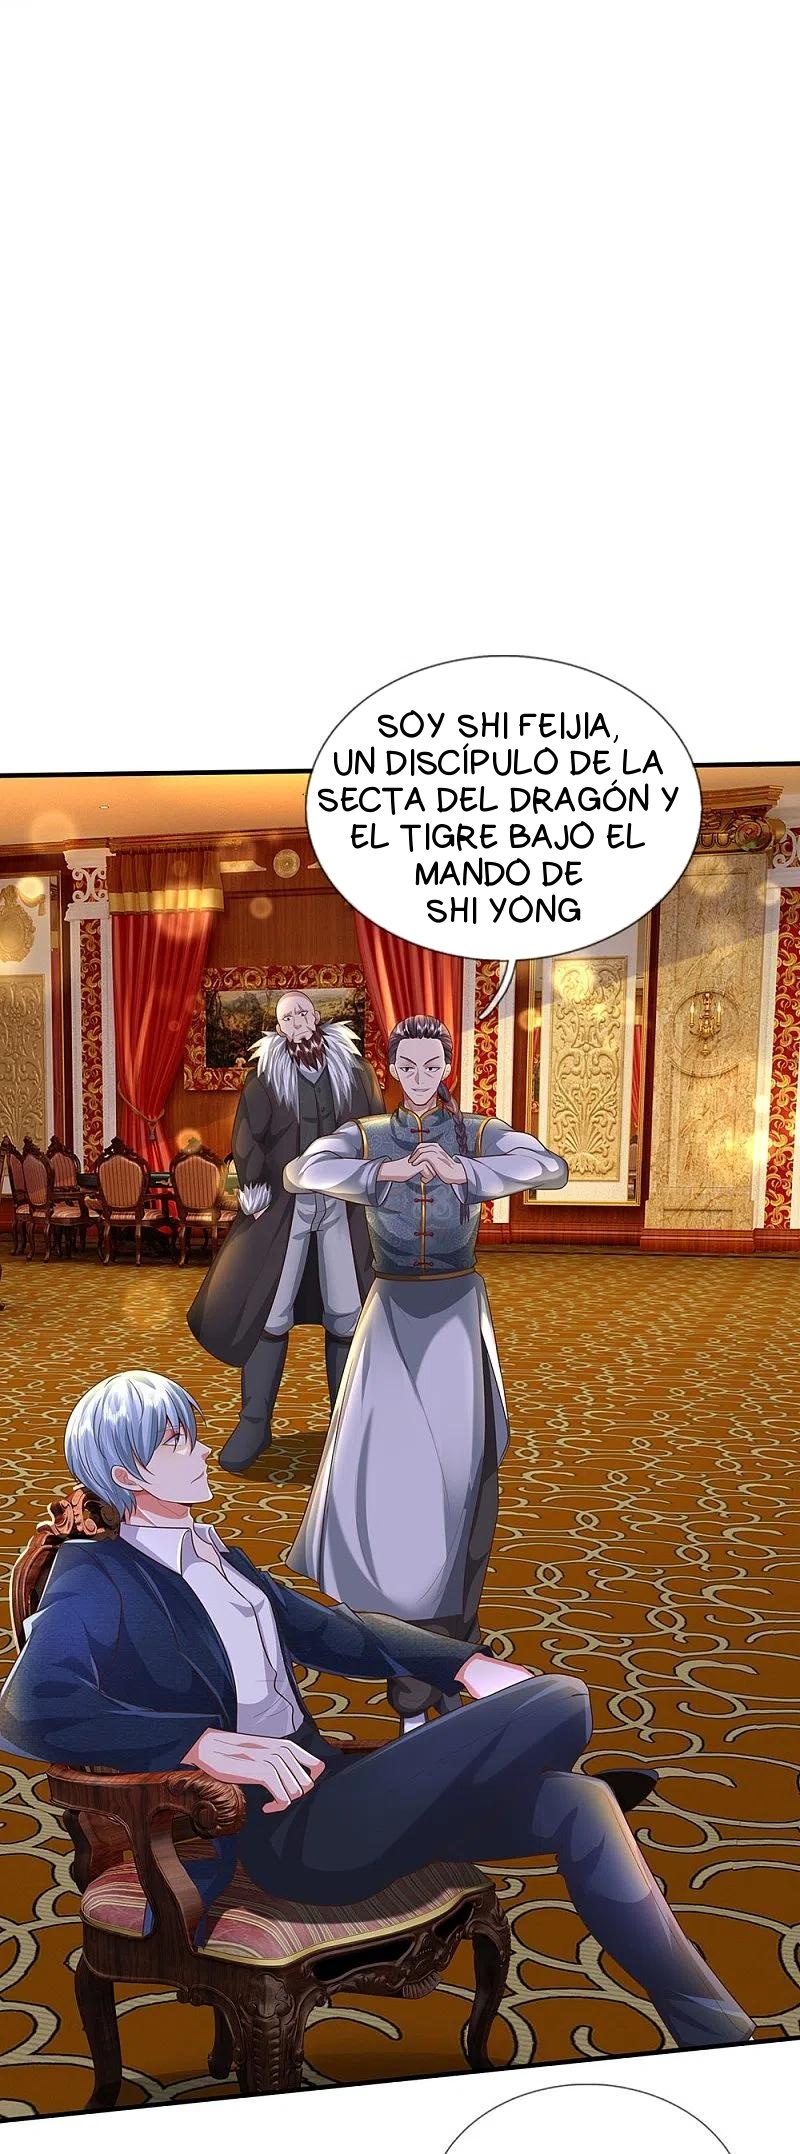 SOY SHI FEIJIA,
UN DISCÍPULO DE LA
SECTA DEL DRAGÓN Y
EL TIGRE BAJO EL
MANDO DE
SHI YONG